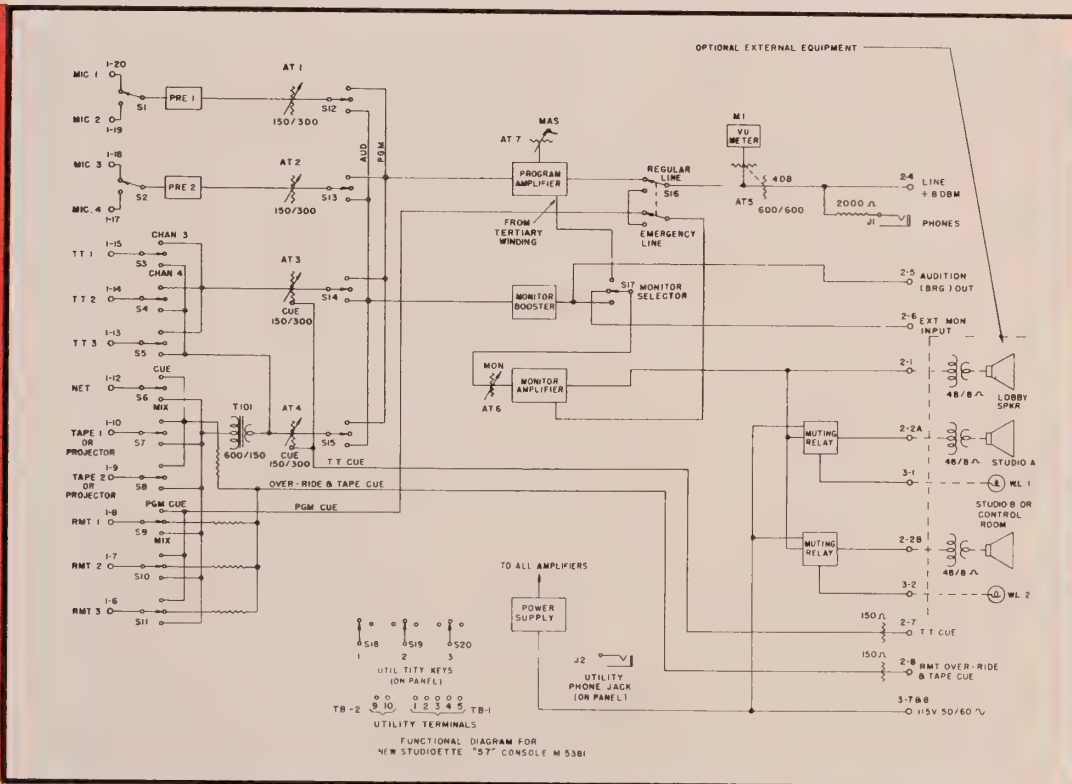 OPTIONAL EXTERNAL EQUIPMENT
1-20
MIC 1
S1
PRE 1
AT 1
150/300
S12
MIC 2
1-19
1-18
MIC 3
S2
PRE 2
AT 2
150/300
S13
MIC. 4
1-17
AUD
PGM
AT 7
MAS
PROGRAM
AMPLIFIER
FROM
TERTIARY
WINDING
REGULAR
LINE
S16
EMERGENCY
LINE
M1
VU
METER
4DB
AT5
600/600
2-4
LINE
+ 8 DBM
2000 Ω
J1
PHONES
CHAN 3
1-15
TT 1
S3
CHAN 4
1-14
TT 2
S4
1-13
TT 3
S5
AT 3
CUE
150/300
S14
MONITOR
BOOSTER
S17
MONITOR
SELECTOR
2-5
AUDITION
(BRG) OUT
2-6
EXT MON
INPUT
CUE
1-12
NET
S6
MIX
1-10
TAPE 1
OR
PROJECTOR
S7
1-9
TAPE 2
OR
PROJECTOR
S8
T101
600/150
AT 4
CUE
150/300
S15
TT CUE
OVER-RIDE & TAPE CUE
PGM CUE
MON
AT6
MONITOR
AMPLIFIER
2-1
48/8 Ω
LOBBY
SPKR
MUTING
RELAY
2-2A
48/8 Ω
STUDIO A
3-1
WL 1
STUDIO B OR
CONTROL
ROOM
MUTING
RELAY
2-2B
48/8 Ω
3-2
WL 2
PGM CUE
1-8
RMT 1
S9
MIX
1-7
RMT 2
S10
1-6
RMT 3
S11
TO ALL AMPLIFIERS
POWER
SUPPLY
150 Ω
2-7
TT CUE
150 Ω
2-8
RMT OVER-RIDE
& TAPE CUE
3-7 & 8
115V 50/60 ∿
S18 S19 S20
1 2 3
UTIL TITY KEYS
(ON PANEL)
J2
UTILITY
PHONE JACK
(ON PANEL)
TB-2 9 10 1 2 3 4 5 TB-1
UTILITY TERMINALS
FUNCTIONAL DIAGRAM FOR
NEW STUDIOETTE "57" CONSOLE M 5381